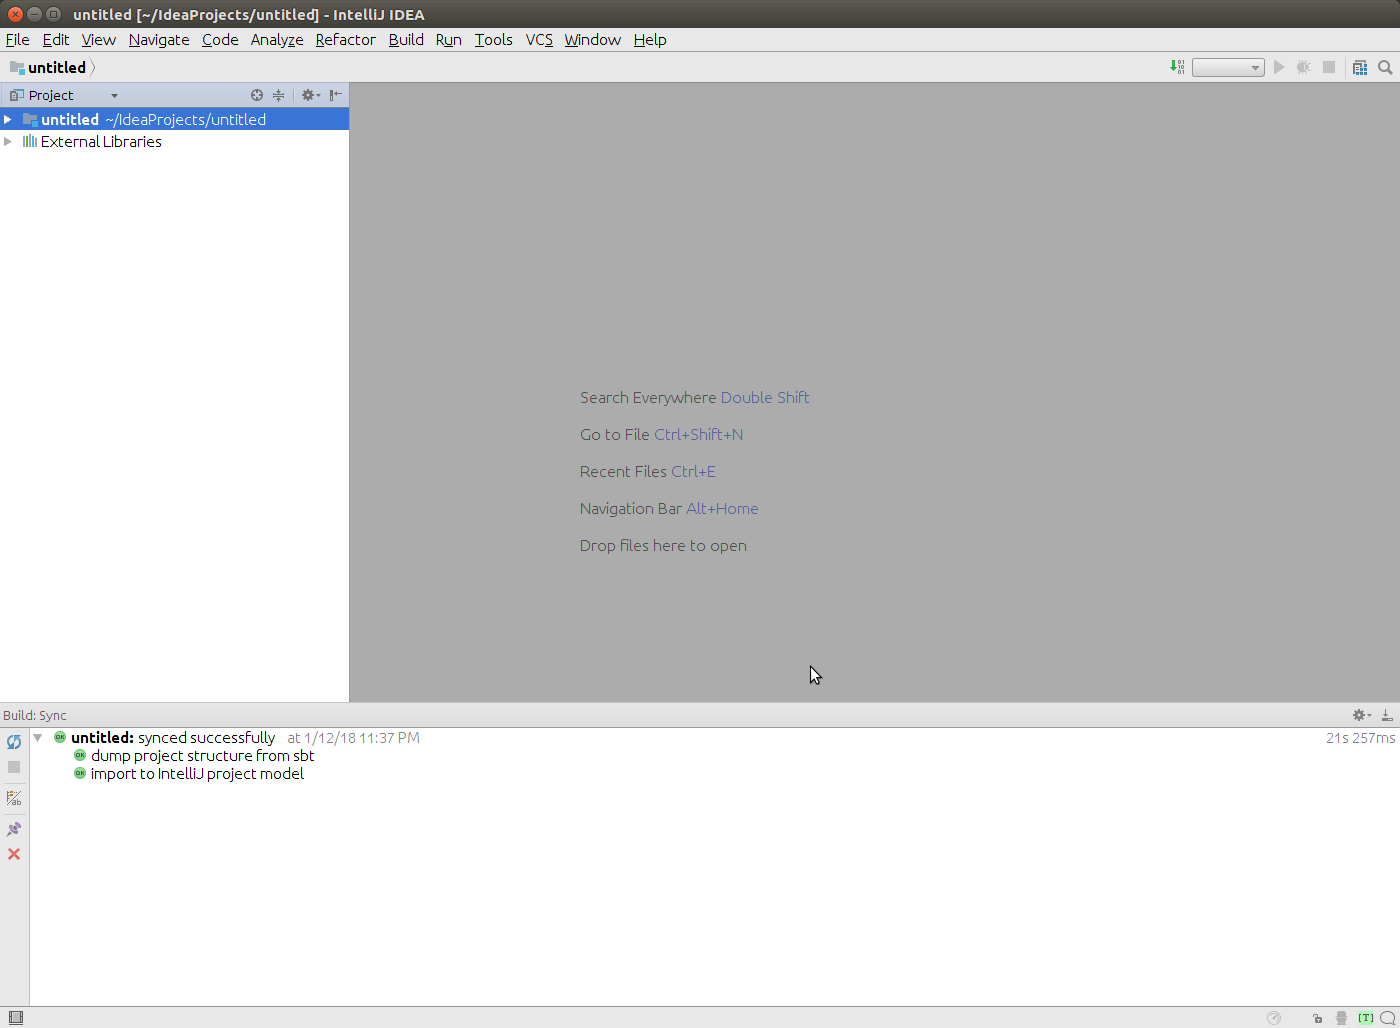 untitled [~/IdeaProjects/untitled] - IntelliJ IDEA
File Edit View Navigate Code Analyze Refactor Build Run Tools VCS Window Help
untitled
Project
untitled ~/IdeaProjects/untitled
External Libraries
Search Everywhere Double Shift
Go to File Ctrl+Shift+N
Recent Files Ctrl+E
Navigation Bar Alt+Home
Drop files here to open
Build: Sync
OK untitled: synced successfully at 1/12/18 11:37 PM 21s 257ms
OK dump project structure from sbt
OK import to IntelliJ project model
[T]